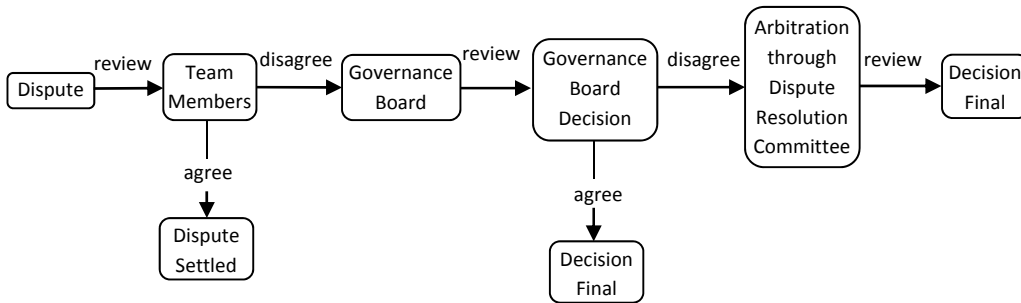 Dispute
review
Team
Members
disagree
Governance
Board
review
Governance
Board
Decision
disagree
Arbitration
through
Dispute
Resolution
Committee
review
Decision
Final
agree
Dispute
Settled
agree
Decision
Final